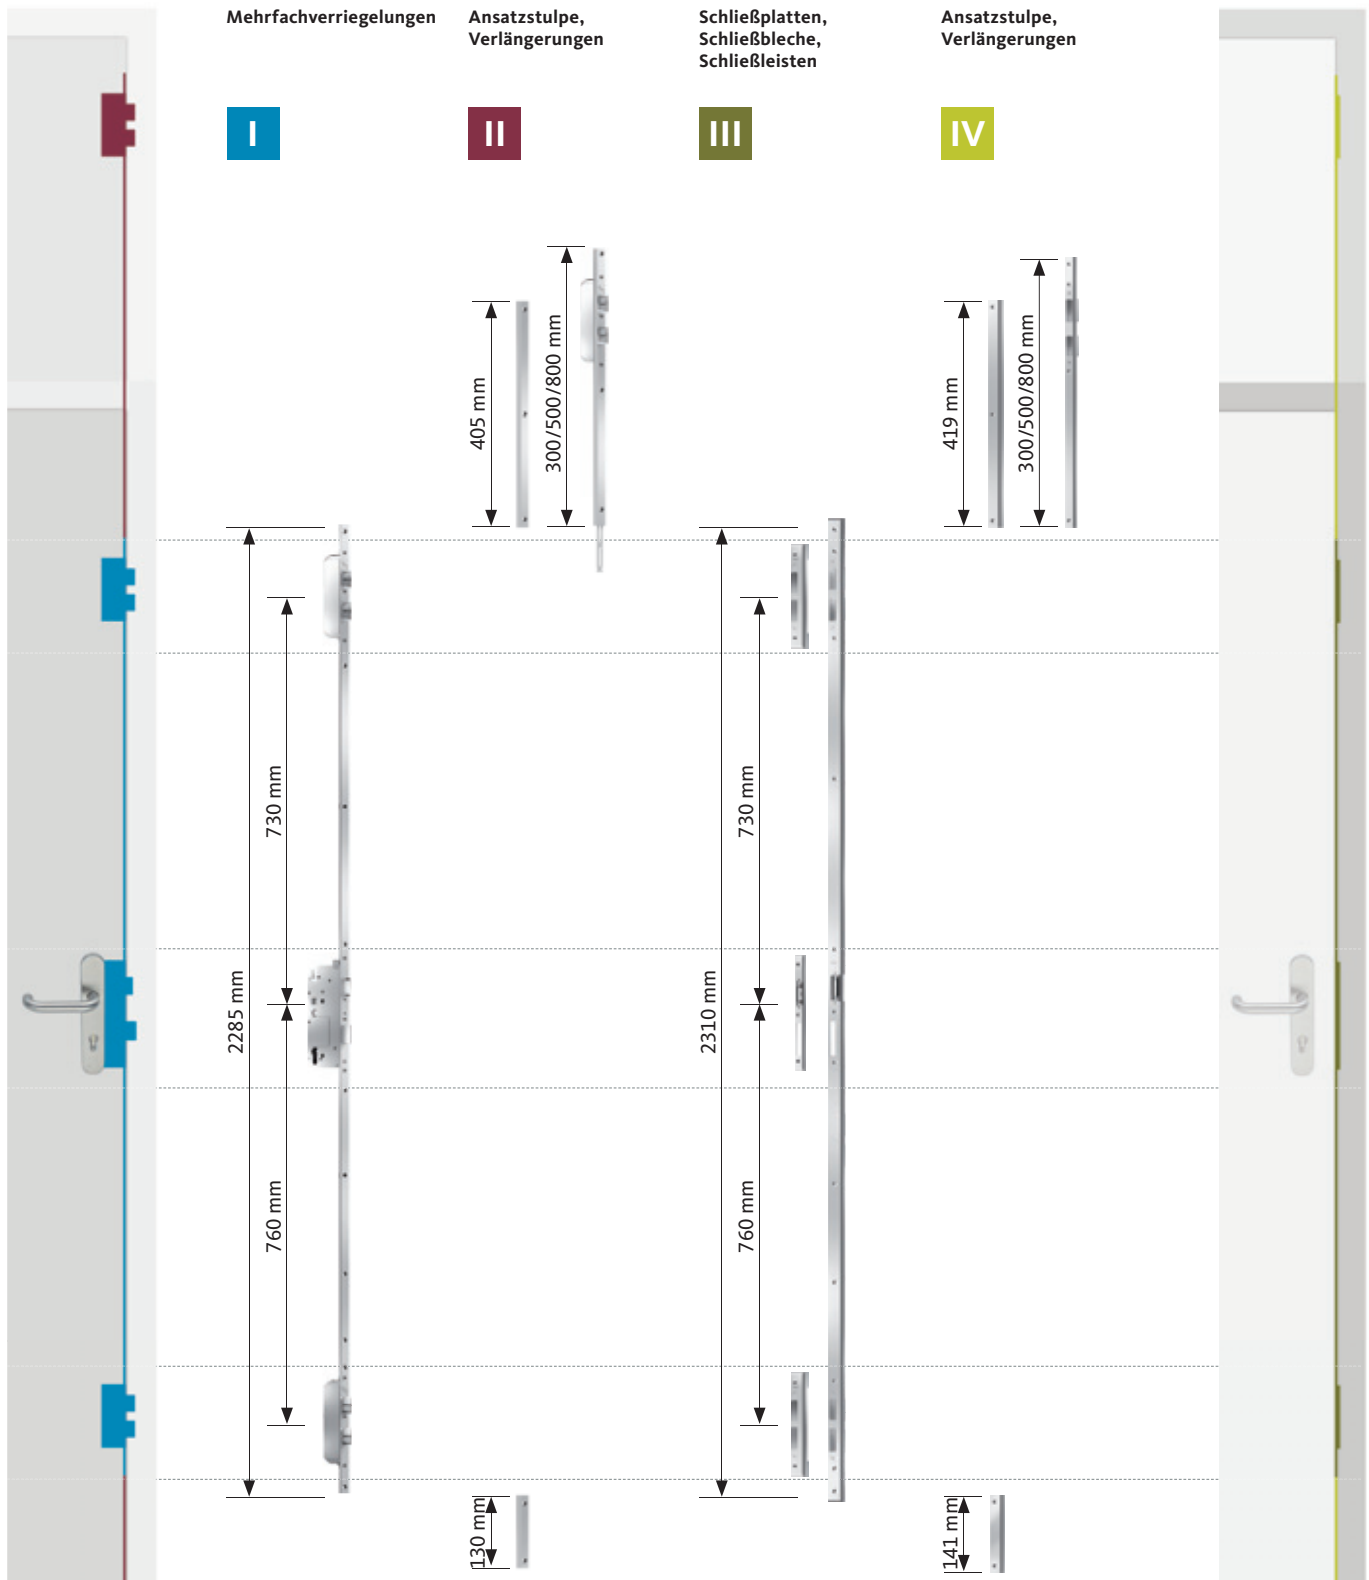 Mehrfachverriegelungen
Ansatzstulpe,
Verlängerungen
Schließplatten,
Schließbleche,
Schließleisten
Ansatzstulpe,
Verlängerungen
I
II
III
IV
405 mm
300/500/800 mm
419 mm
300/500/800 mm
730 mm
730 mm
2285 mm
2310 mm
760 mm
760 mm
130 mm
141 mm